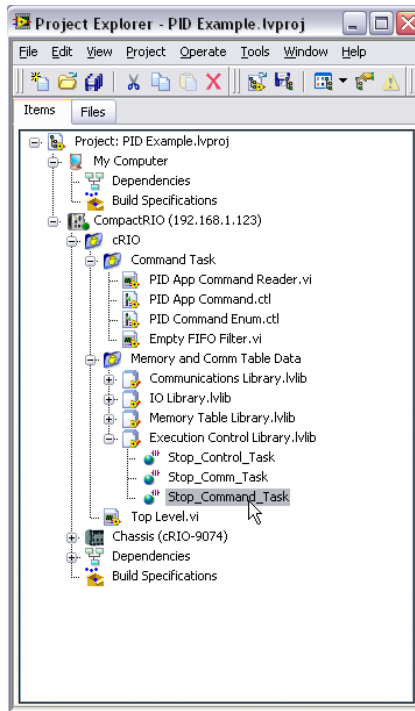 Project Explorer - PID Example.lvproj
File Edit View Project Operate Tools Window Help
Items Files
Project: PID Example.lvproj
My Computer
Dependencies
Build Specifications
CompactRIO (192.168.1.123)
cRIO
Command Task
PID App Command Reader.vi
PID App Command.ctl
PID Command Enum.ctl
Empty FIFO Filter.vi
Memory and Comm Table Data
Communications Library.lvlib
IO Library.lvlib
Memory Table Library.lvlib
Execution Control Library.lvlib
Stop_Control_Task
Stop_Comm_Task
Stop_Command_Task
Top Level.vi
Chassis (cRIO-9074)
Dependencies
Build Specifications